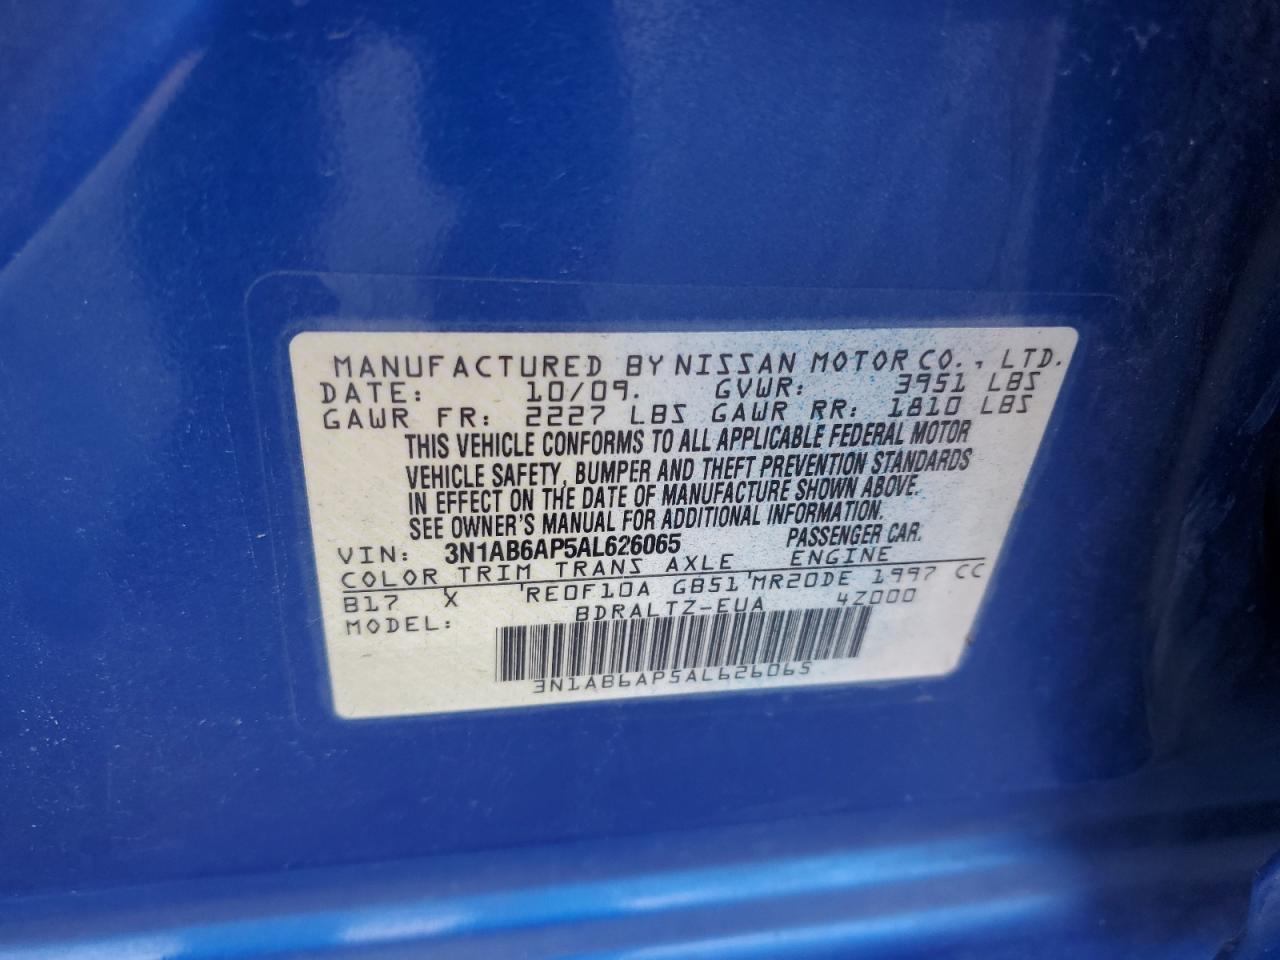 MANUFACTURED BY NISSAN MOTOR CO., LTD.
DATE: 10/09. GVWR: 3951 LBS
GAWR FR: 2227 LBS GAWR RR: 1810 LBS
THIS VEHICLE CONFORMS TO ALL APPLICABLE FEDERAL MOTOR
VEHICLE SAFETY, BUMPER AND THEFT PREVENTION STANDARDS
IN EFFECT ON THE DATE OF MANUFACTURE SHOWN ABOVE.
SEE OWNER'S MANUAL FOR ADDITIONAL INFORMATION.
VIN: 3N1AB6AP5AL626065 PASSENGER CAR.
COLOR TRIM TRANS AXLE ENGINE
B17 X RE0F10A GB51 MR20DE 1997 CC
MODEL: BDRALTZ-EUA 4Z000
3N1AB6AP5AL626065